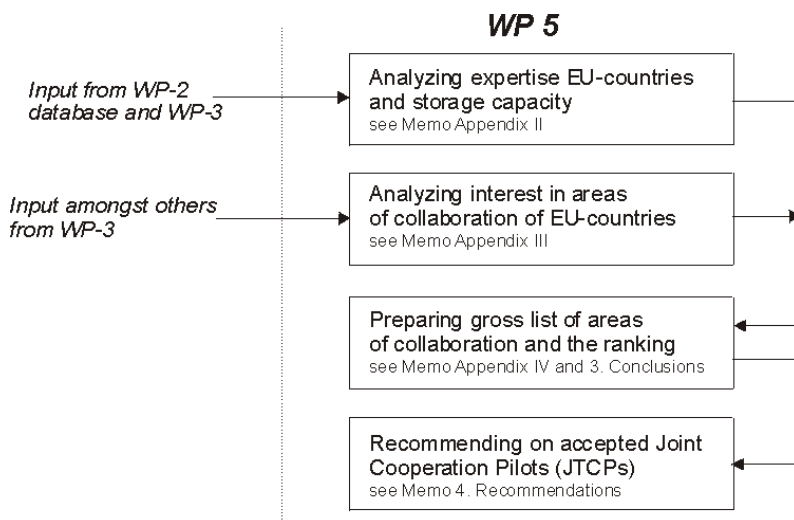 WP 5
Input from WP-2
database and WP-3
Analyzing expertise EU-countries
and storage capacity
see Memo Appendix II
Input amongst others
from WP-3
Analyzing interest in areas
of collaboration of EU-countries
see Memo Appendix III
Preparing gross list of areas
of collaboration and the ranking
see Memo Appendix IV and 3. Conclusions
Recommending on accepted Joint
Cooperation Pilots (JTCPs)
see Memo 4. Recommendations